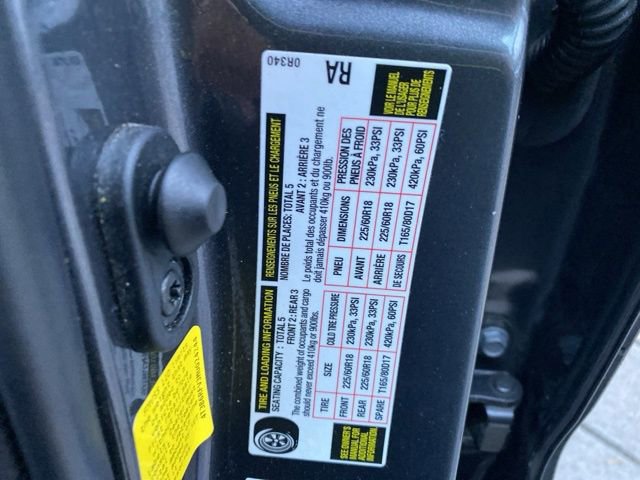 TIRE AND LOADING INFORMATION
SEATING CAPACITY : TOTAL 5
FRONT 2 : REAR 3
The combined weight of occupants and cargo
should never exceed 410kg or 900lbs.
TIRE SIZE COLD TIRE PRESSURE
FRONT 225/60R18 230kPa, 33PSI
REAR 225/60R18 230kPa, 33PSI
SPARE T165/80D17 420kPa, 60PSI
SEE OWNER'S
MANUAL FOR
ADDITIONAL
INFORMATION
RENSEIGNEMENTS SUR LES PNEUS ET LE CHARGEMENT
NOMBRE DE PLACES: TOTAL 5
AVANT 2 : ARRIÈRE 3
Le poids total des occupants et du chargement ne
doit jamais dépasser 410kg ou 900lb.
PNEU DIMENSIONS PRESSION DES
PNEUS À FROID
AVANT 225/60R18 230kPa, 33PSI
ARRIÈRE 225/60R18 230kPa, 33PSI
DE SECOURS T165/80D17 420kPa, 60PSI
VOIR LE MANUEL
DE L'USAGER
POUR PLUS DE
RENSEIGNEMENTS
RA
0R340